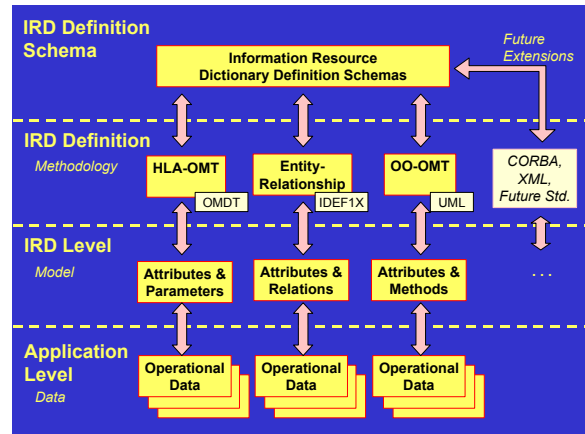 IRD Definition
Schema
Information Resource
Dictionary Definition Schemas
Future
Extensions
IRD Definition
Methodology
HLA-OMT
OMDT
Entity-
Relationship
IDEF1X
OO-OMT
UML
CORBA,
XML,
Future Std.
IRD Level
Model
Attributes &
Parameters
Attributes &
Relations
Attributes &
Methods
. . .
Application
Level
Data
Operational
Data
Operational
Data
Operational
Data